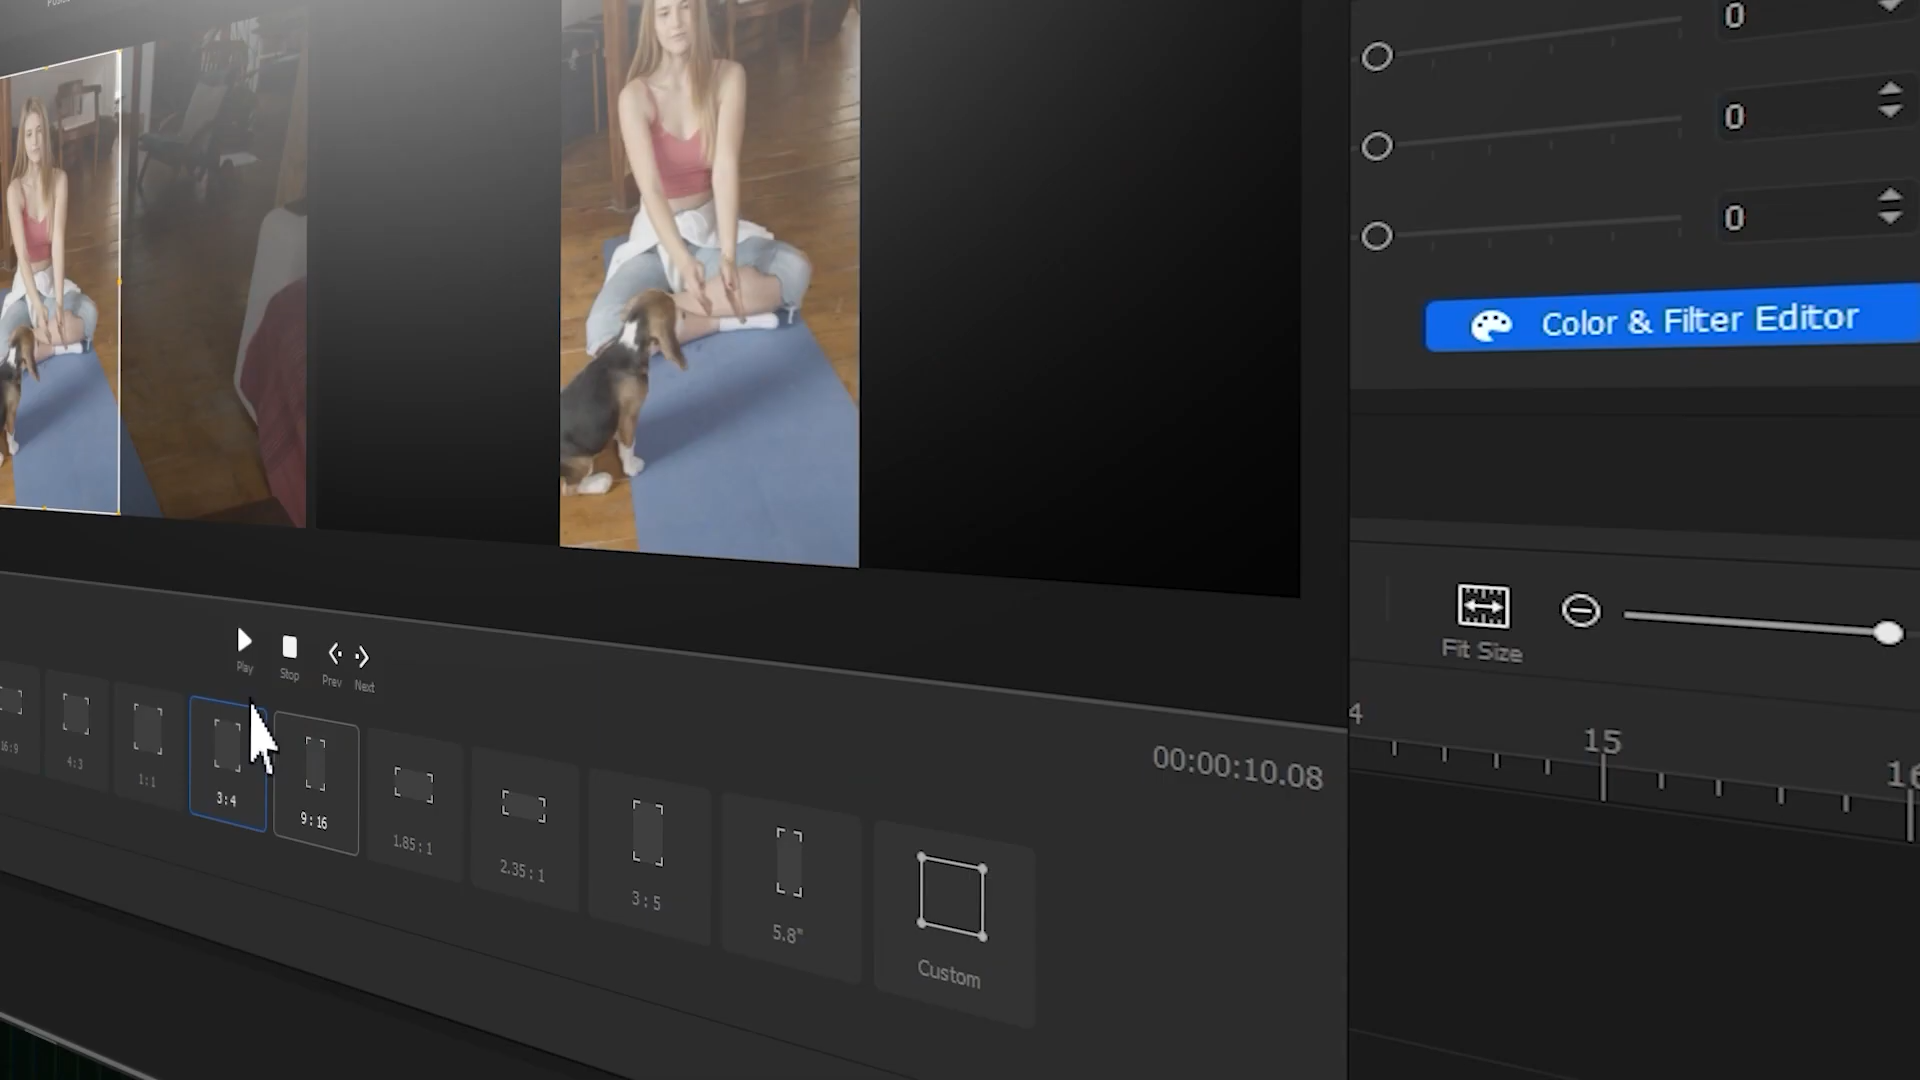 0
0
0
Color & Filter Editor
Fit Size
Play
Stop
Prev
Next
4
15
16
00:00:10.08
16:9
4:3
1:1
3:4
9:16
1.85:1
2.35:1
3:5
5.8"
Custom